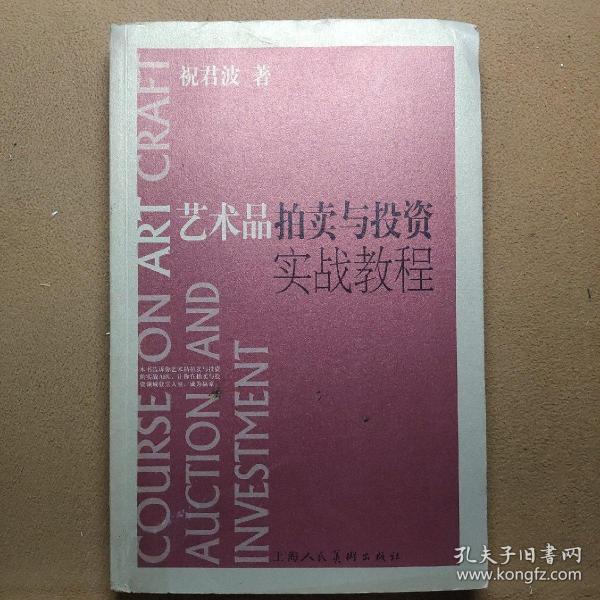 祝君波 著
艺术品拍卖与投资
实战教程
COURSE ON ART CRAFT
AUCTION AND
INVESTMENT
上海人民美術出版社
孔夫子旧書网
www.kongfz.com